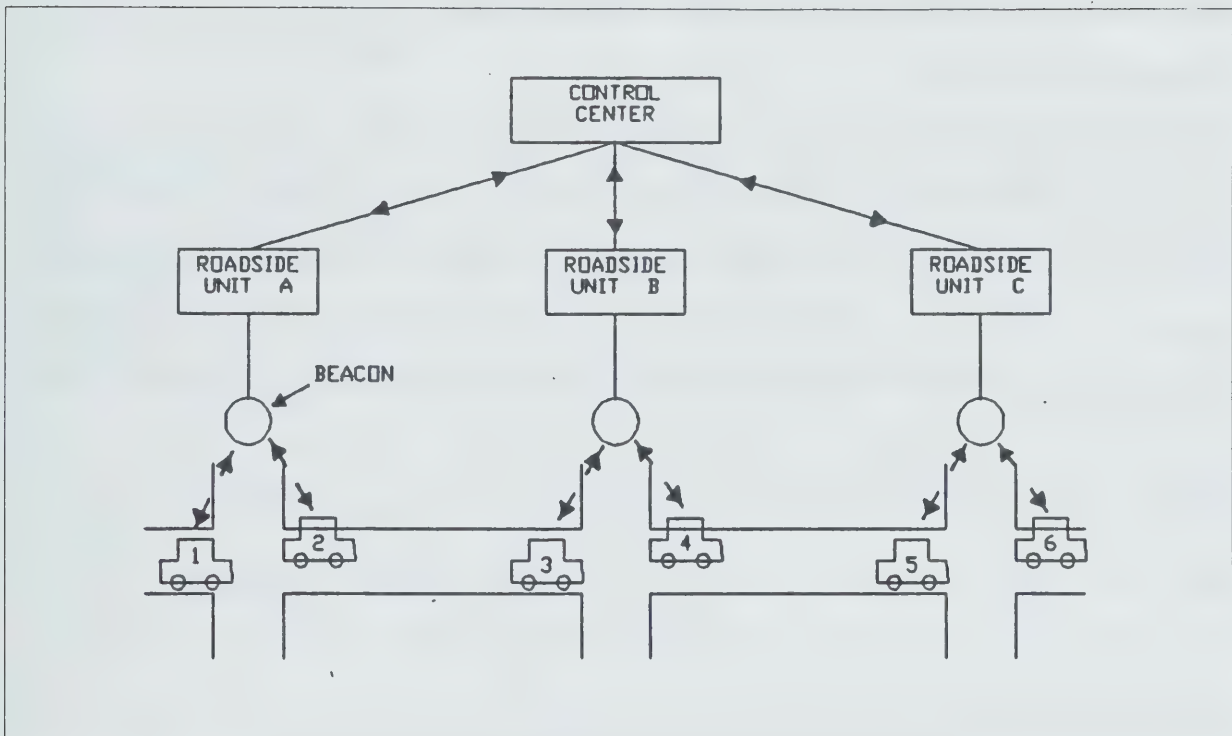 CONTROL
CENTER
ROADSIDE
UNIT A
ROADSIDE
UNIT B
ROADSIDE
UNIT C
BEACON
1
2
3
4
5
6